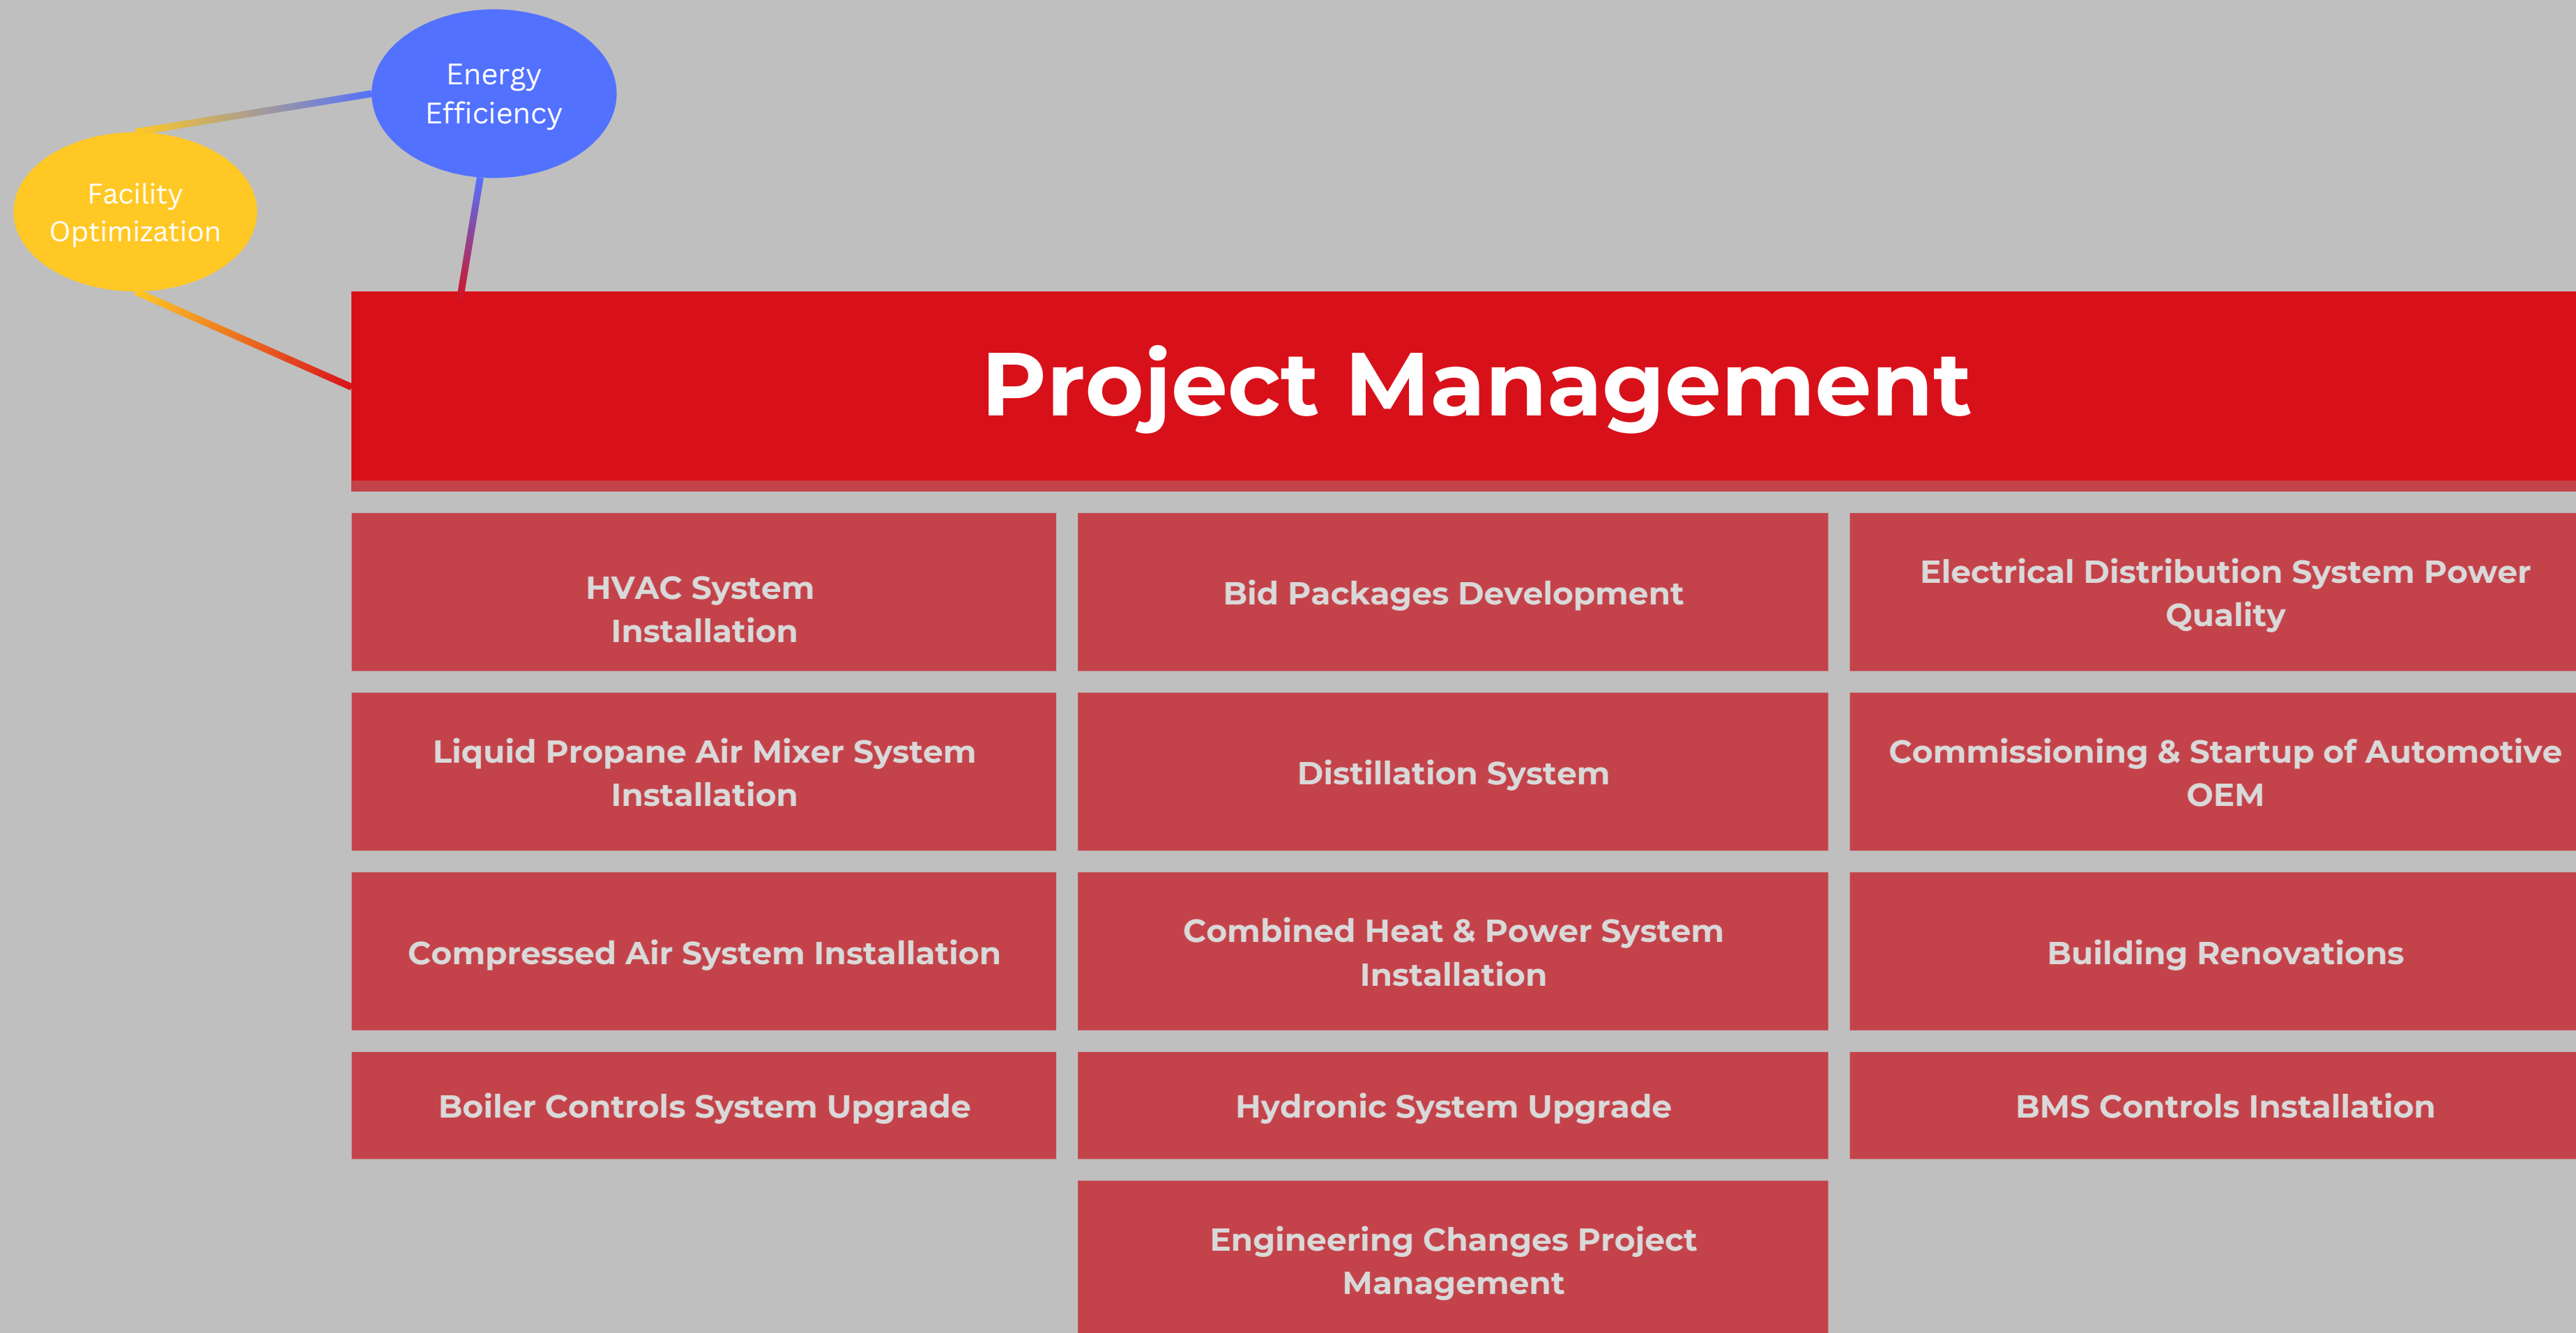 Energy
Efficiency
Facility
Optimization
Project Management
HVAC System
Installation
Bid Packages Development
Electrical Distribution System Power
Quality
Liquid Propane Air Mixer System
Installation
Distillation System
Commissioning & Startup of Automotive
OEM
Compressed Air System Installation
Combined Heat & Power System
Installation
Building Renovations
Boiler Controls System Upgrade
Hydronic System Upgrade
BMS Controls Installation
Engineering Changes Project
Management